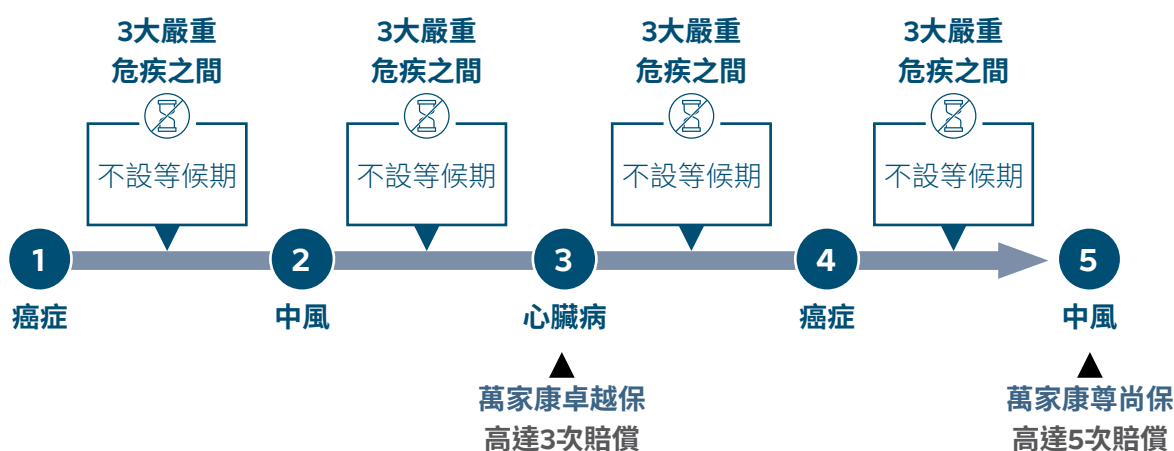 3大嚴重
危疾之間
不設等候期
3大嚴重
危疾之間
不設等候期
3大嚴重
危疾之間
不設等候期
3大嚴重
危疾之間
不設等候期
1
癌症
2
中風
3
心臟病
4
癌症
5
中風
萬家康卓越保
高達3次賠償
萬家康尊尚保
高達5次賠償